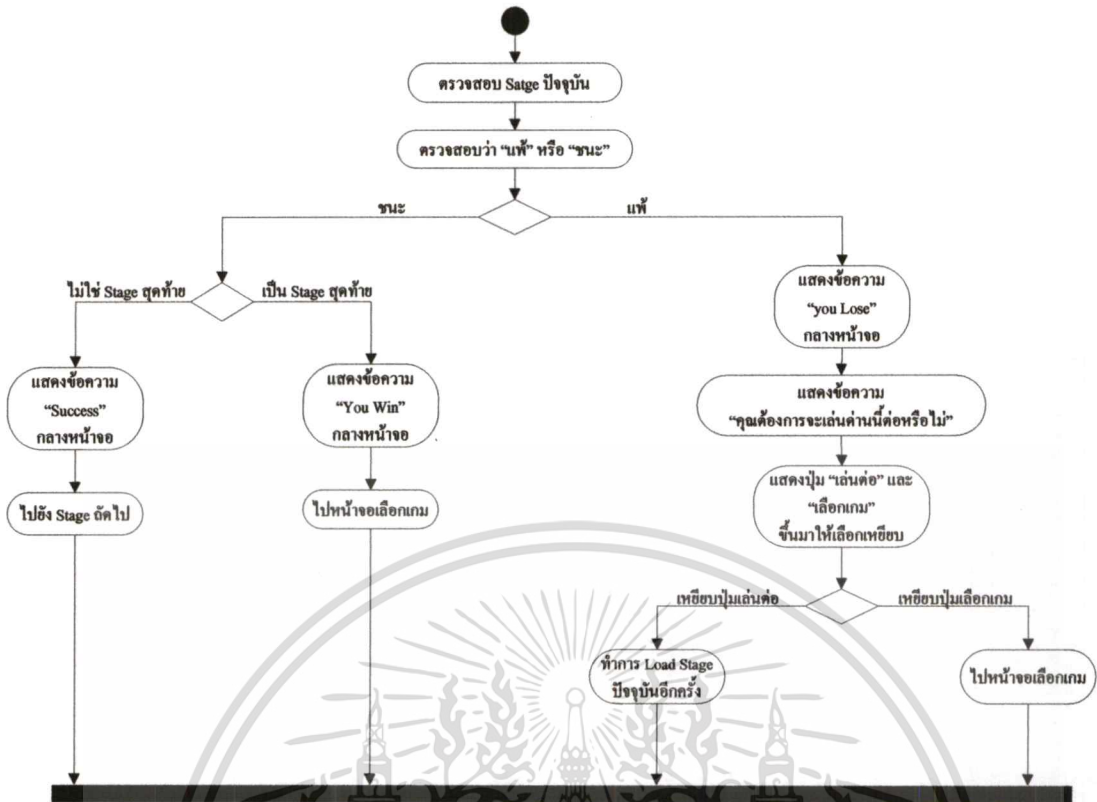 ตรวจสอบ Satge ปัจจุบัน
ตรวจสอบว่า “แพ้” หรือ “ชนะ”
ชนะ
แพ้
ไม่ใช่ Stage สุดท้าย
เป็น Stage สุดท้าย
แสดงข้อความ
“Success”
กลางหน้าจอ
ไปยัง Stage ถัดไป
แสดงข้อความ
“You Win”
กลางหน้าจอ
ไปหน้าจอเลือกเกม
แสดงข้อความ
“you Lose”
กลางหน้าจอ
แสดงข้อความ
“คุณต้องการจะเล่นด่านนี้ต่อหรือไม่”
แสดงปุ่ม “เล่นต่อ” และ
“เลือกเกม”
ขึ้นมาให้เลือกเหยียบ
เหยียบปุ่มเล่นต่อ
เหยียบปุ่มเลือกเกม
ทำการ Load Stage
ปัจจุบันอีกครั้ง
ไปหน้าจอเลือกเกม